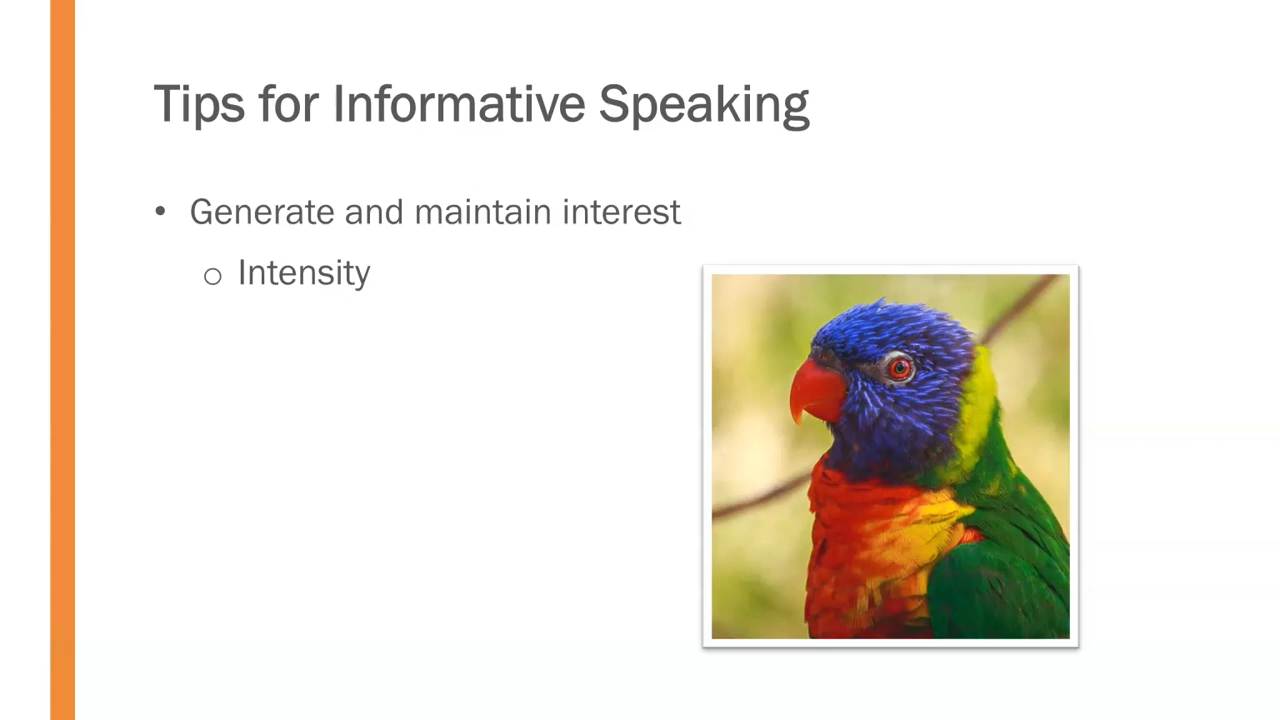 Tips for Informative Speaking
• Generate and maintain interest
o Intensity